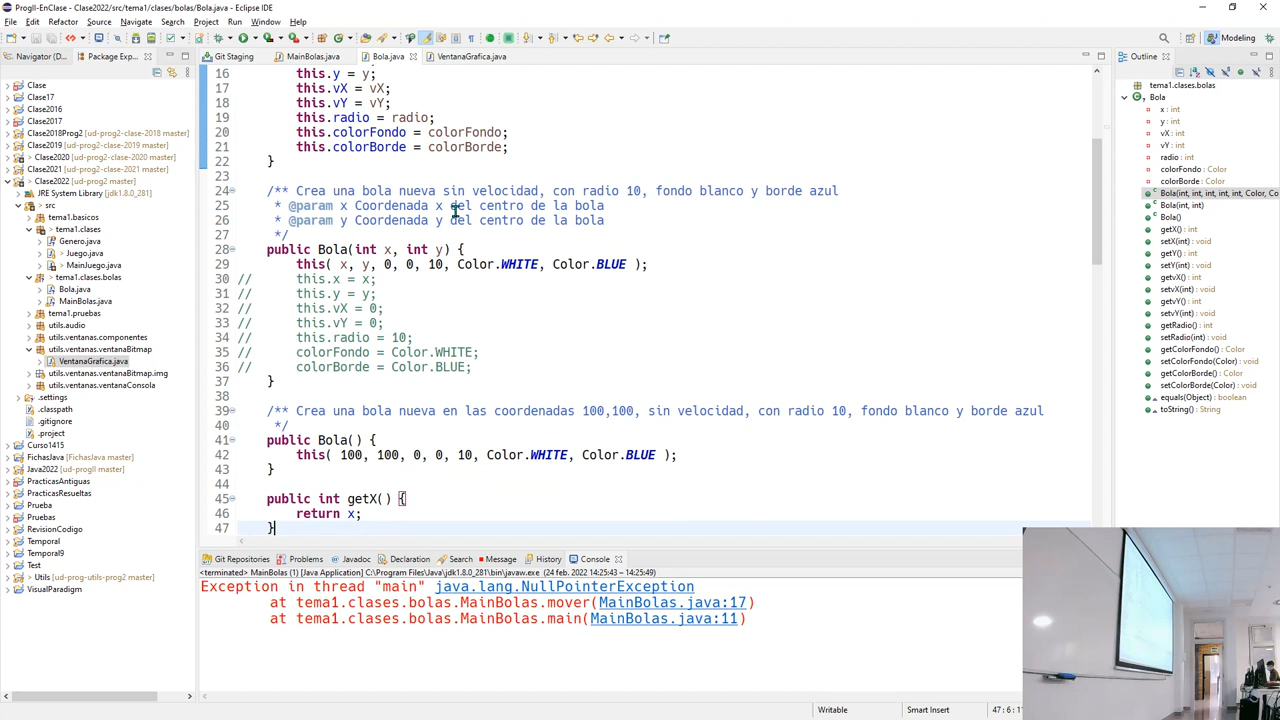 ProgII-EnClase - Clase2022/src/tema1/clases/bolas/Bola.java - Eclipse IDE
File Edit Refactor Source Navigate Search Project Run Window Help
Modeling
Navigator (D... Package Exp...
Clase
Clase17
Clase2016
Clase2018Prog2 [ud-prog2-clase-2018 master]
Clase2019 [ud-prog2-clase-2019 master]
> Clase2020 [ud-prog2-clase-2020 master]
Clase2021 [ud-prog2-clase-2021 master]
> Clase2022 [ud-prog2 master]
JRE System Library [jdk1.8.0_281]
> src
tema1.basicos
> tema1.clases
> Genero.java
> Juego.java
> MainJuego.java
> tema1.clases.bolas
Bola.java
MainBolas.java
tema1.pruebas
utils.audio
utils.ventanas.componentes
utils.ventanas.ventanaBitmap
VentanaGrafica.java
utils.ventanas.ventanaBitmap.img
utils.ventanas.ventanaConsola
.settings
.classpath
.gitignore
.project
Curso1415
FichasJava [FichasJava master]
Java2022 [ud-progII master]
PracticasAntiguas
PracticasResueltas
Prueba
Pruebas
RevisionCodigo
Temporal
Temporal9
Test
> Utils [ud-prog-utils-prog2 master]
VisualParadigm
Git Staging MainBolas.java Bola.java VentanaGrafica.java
16 this.y = y;
17 this.vX = vX;
18 this.vY = vY;
19 this.radio = radio;
20 this.colorFondo = colorFondo;
21 this.colorBorde = colorBorde;
22 }
23
24 /** Crea una bola nueva sin velocidad, con radio 10, fondo blanco y borde azul
25 * @param x Coordenada x del centro de la bola
26 * @param y Coordenada y del centro de la bola
27 */
28 public Bola(int x, int y) {
29 this( x, y, 0, 0, 10, Color.WHITE, Color.BLUE );
30 // this.x = x;
31 // this.y = y;
32 // this.vX = 0;
33 // this.vY = 0;
34 // this.radio = 10;
35 // colorFondo = Color.WHITE;
36 // colorBorde = Color.BLUE;
37 }
38
39 /** Crea una bola nueva en las coordenadas 100,100, sin velocidad, con radio 10, fondo blanco y borde azul
40 */
41 public Bola() {
42 this( 100, 100, 0, 0, 10, Color.WHITE, Color.BLUE );
43 }
44
45 public int getX() {
46 return x;
47 }
Outline
tema1.clases.bolas
Bola
x : int
y : int
vX : int
vY : int
radio : int
colorFondo : Color
colorBorde : Color
Bola(int, int, int, int, int, Color, Co
Bola(int, int)
Bola()
getX() : int
setX(int) : void
getY() : int
setY(int) : void
getvX() : int
setvX(int) : void
getvY() : int
setvY(int) : void
getRadio() : int
setRadio(int) : void
getColorFondo() : Color
setColorFondo(Color) : void
getColorBorde() : Color
setColorBorde(Color) : void
equals(Object) : boolean
toString() : String
Git Repositories Problems Javadoc Declaration Search Message History Console
<terminated> MainBolas (1) [Java Application] C:\Program Files\Java\jdk1.8.0_281\bin\javaw.exe (24 feb. 2022 14:25:43 – 14:25:49)
Exception in thread "main" java.lang.NullPointerException
at tema1.clases.bolas.MainBolas.mover(MainBolas.java:17)
at tema1.clases.bolas.MainBolas.main(MainBolas.java:11)
Writable Smart Insert 47 : 6 : 1